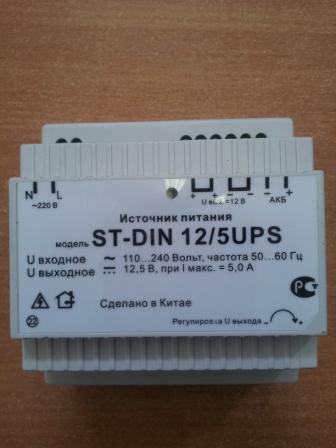 N L
~220 В
+ + - - + -
U вых.=12 В
АКБ
Источник питания
модель ST-DIN 12/5UPS
U входное ~ 110...240 Вольт, частота 50...60 Гц
U выходное ⎓ 12,5 В, при I макс. = 5,0 А
Сделано в Китае
22
Регулировка U выхода - +